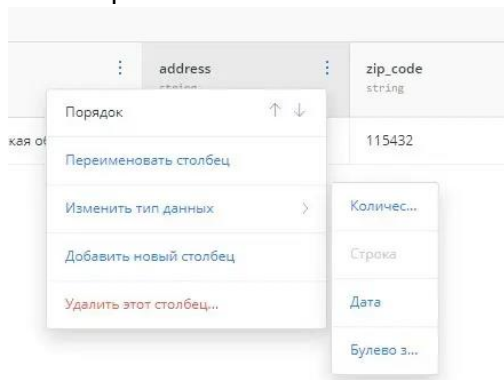 address
zip_code
string
string
Порядок
кая об
115432
Переименовать столбец
Изменить тип данных
Количес...
Добавить новый столбец
Строка
Удалить этот столбец...
Дата
Булево з...